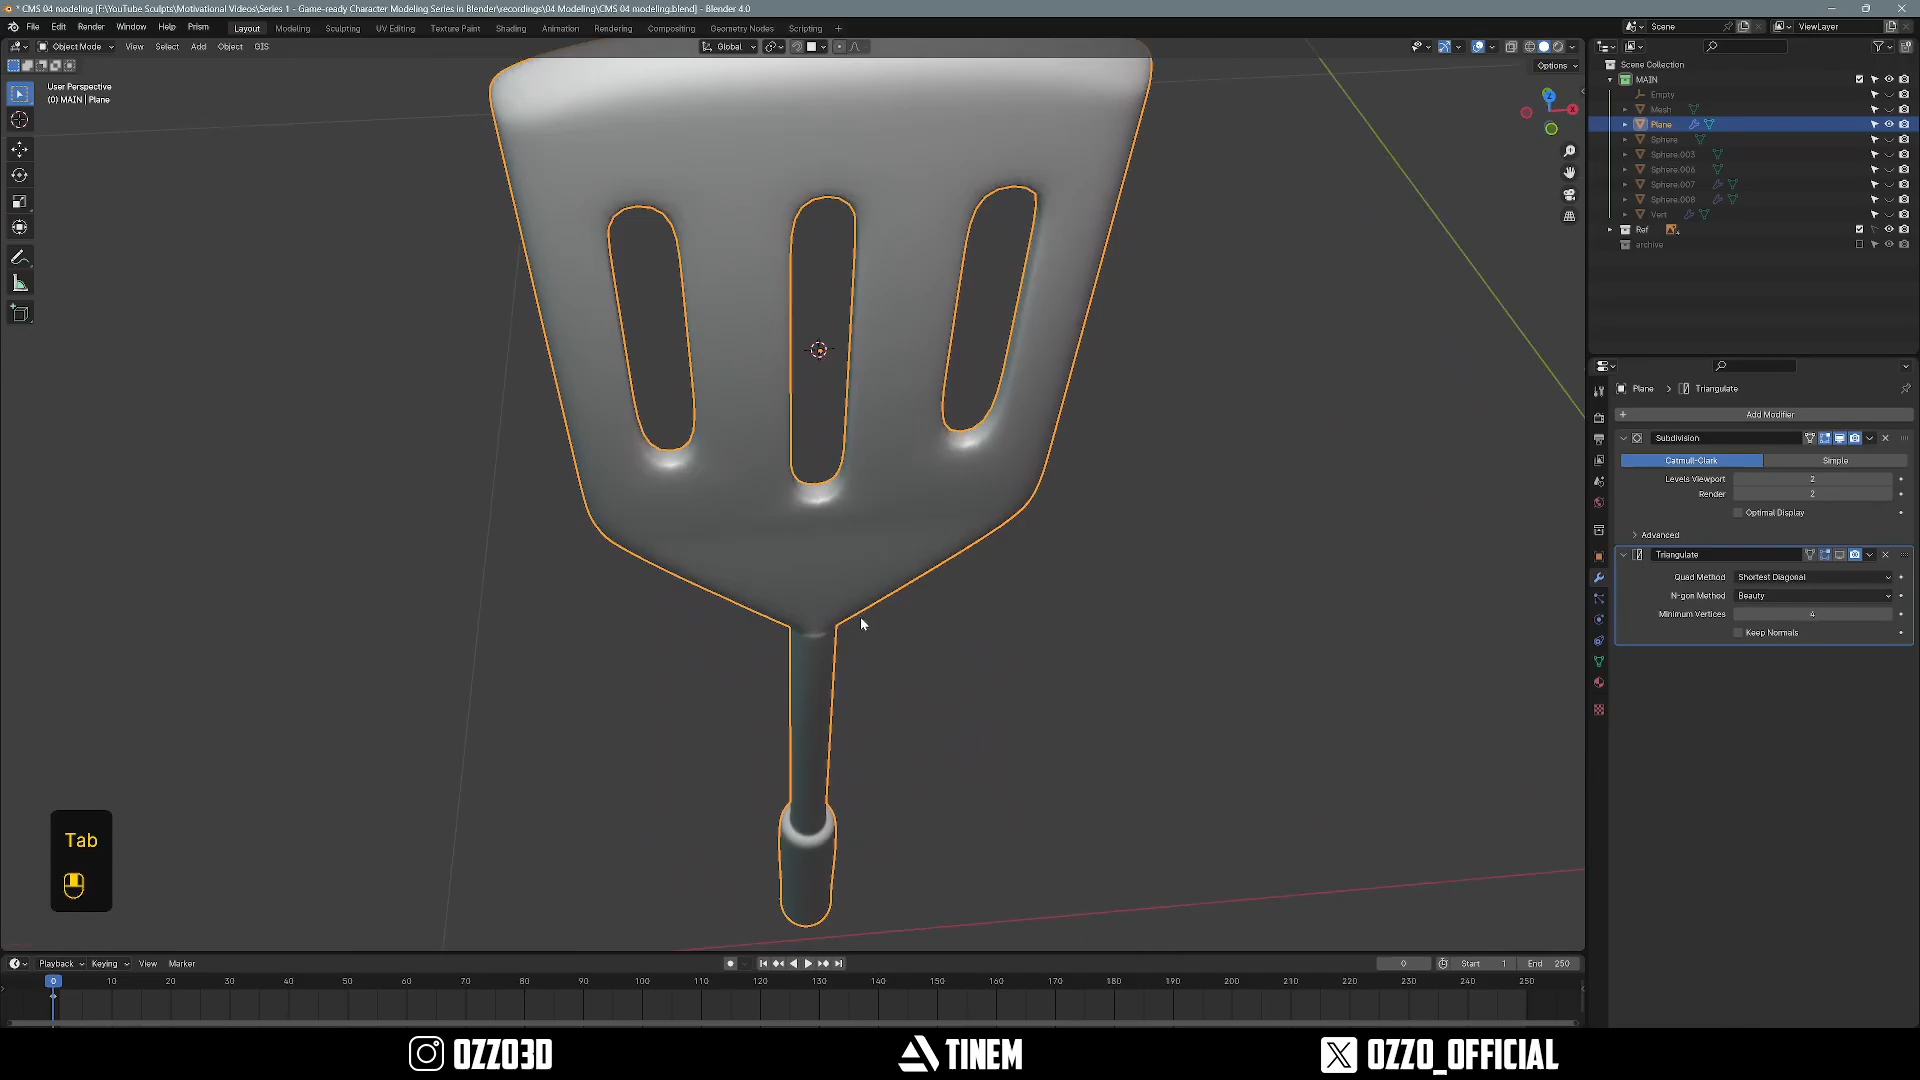 * CMS 04 modeling [F:\YouTube Sculpts\Motivational Videos\Series 1 - Game-ready Character Modeling Series in Blender\recordings\04 Modeling\CMS 04 modeling.blend] - Blender 4.0
File Edit Render Window Help Prism Layout Modeling Sculpting UV Editing Texture Paint Shading Animation Rendering Compositing Geometry Nodes Scripting + Scene ViewLayer
Object Mode View Select Add Object GIS Global
Options
User Perspective
(0) MAIN | Plane
Scene Collection
MAIN
Empty
Mesh
Plane
Sphere
Sphere.003
Sphere.006
Sphere.007
Sphere.008
Vert
Ref
archive
Plane > Triangulate
+ Add Modifier
Subdivision
Catmull-Clark Simple
Levels Viewport 2
Render 2
Optimal Display
Advanced
Triangulate
Quad Method Shortest Diagonal
N-gon Method Beauty
Minimum Vertices 4
Keep Normals
Tab
Playback Keying View Marker 0 Start 1 End 250
0 10 20 30 40 50 60 70 80 90 100 110 120 130 140 150 160 170 180 190 200 210 220 230 240 250
OZZO3D TINEM OZZO_OFFICIAL